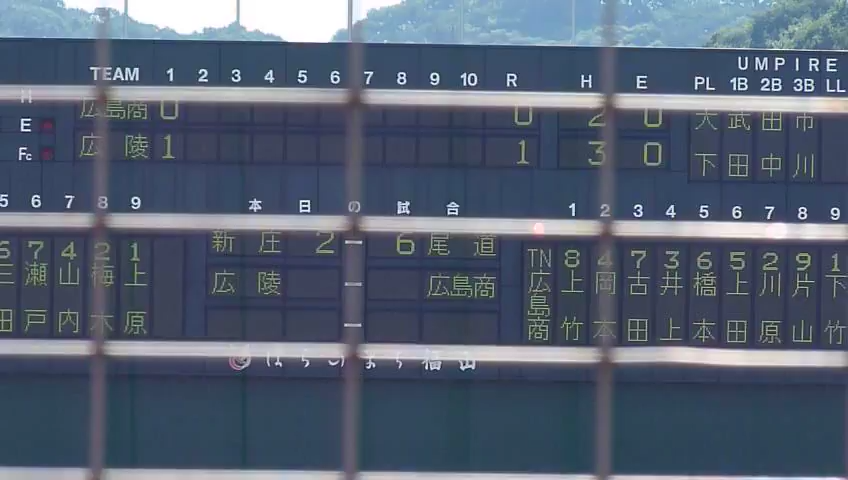 TEAM 1 2 3 4 5 6 7 8 9 10 R H E
UMPIRE
PL 1B 2B 3B LL
H
広島商 0 0 2 0
E
広陵 1 1 3 0
Fc
大下 武田 田中 市川
5 6 7 8 9
本日の試合
1 2 3 4 5 6 7 8 9
6 7 4 2 1
三田 瀬戸 山内 梅木 上原
新庄 2 ー 6 尾道
広陵 ー 広島商
ー
TN 8 4 7 3 6 5 2 9 1
広島商 上竹 岡本 古田 井上 橋本 上田 川原 片山 下竹
福山